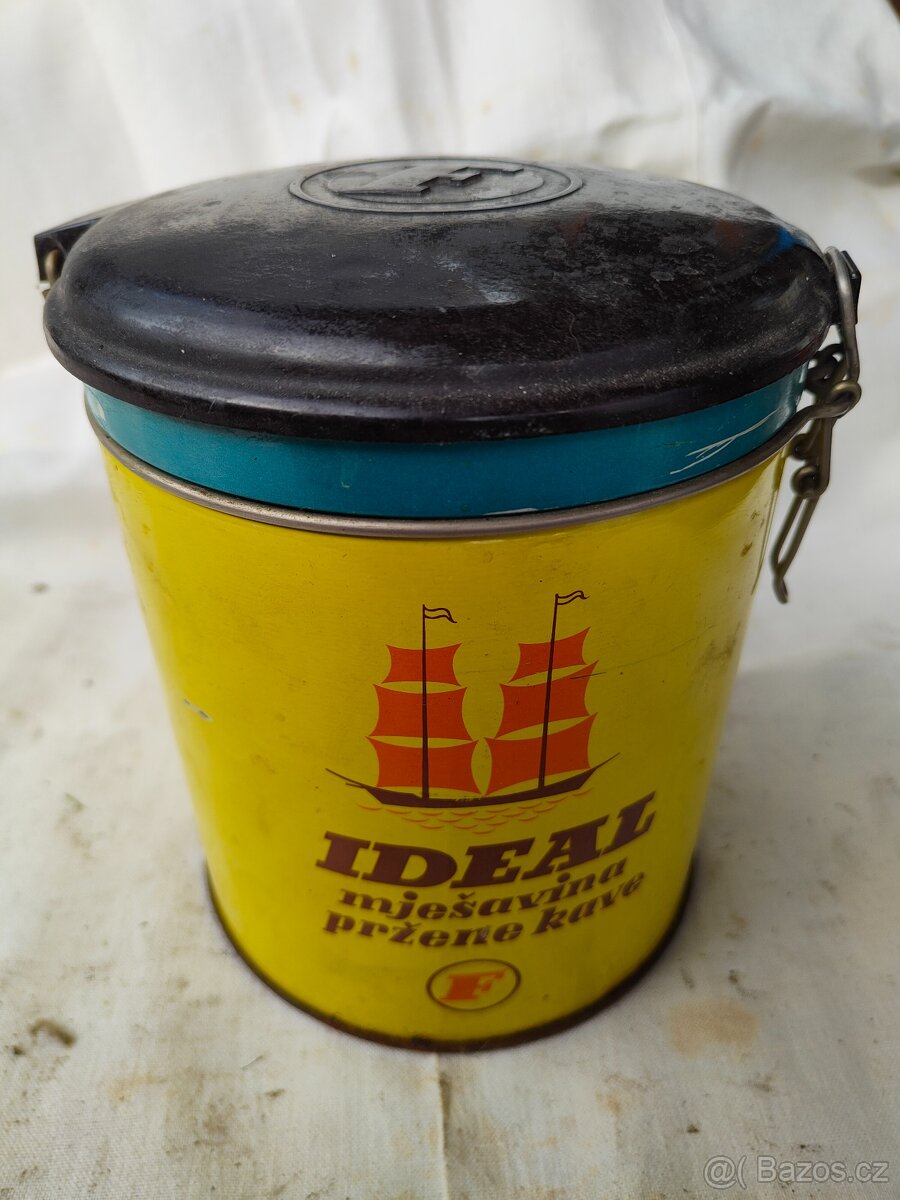 F
IDEAL
mješavina
pržene kave
F
@( Bazos.cz